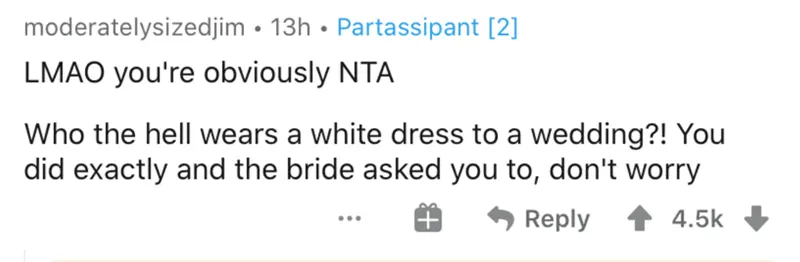 moderatelysizedjim • 13h • Partassipant [2]
LMAO you're obviously NTA
Who the hell wears a white dress to a wedding?! You
did exactly and the bride asked you to, don't worry
••• Reply 4.5k